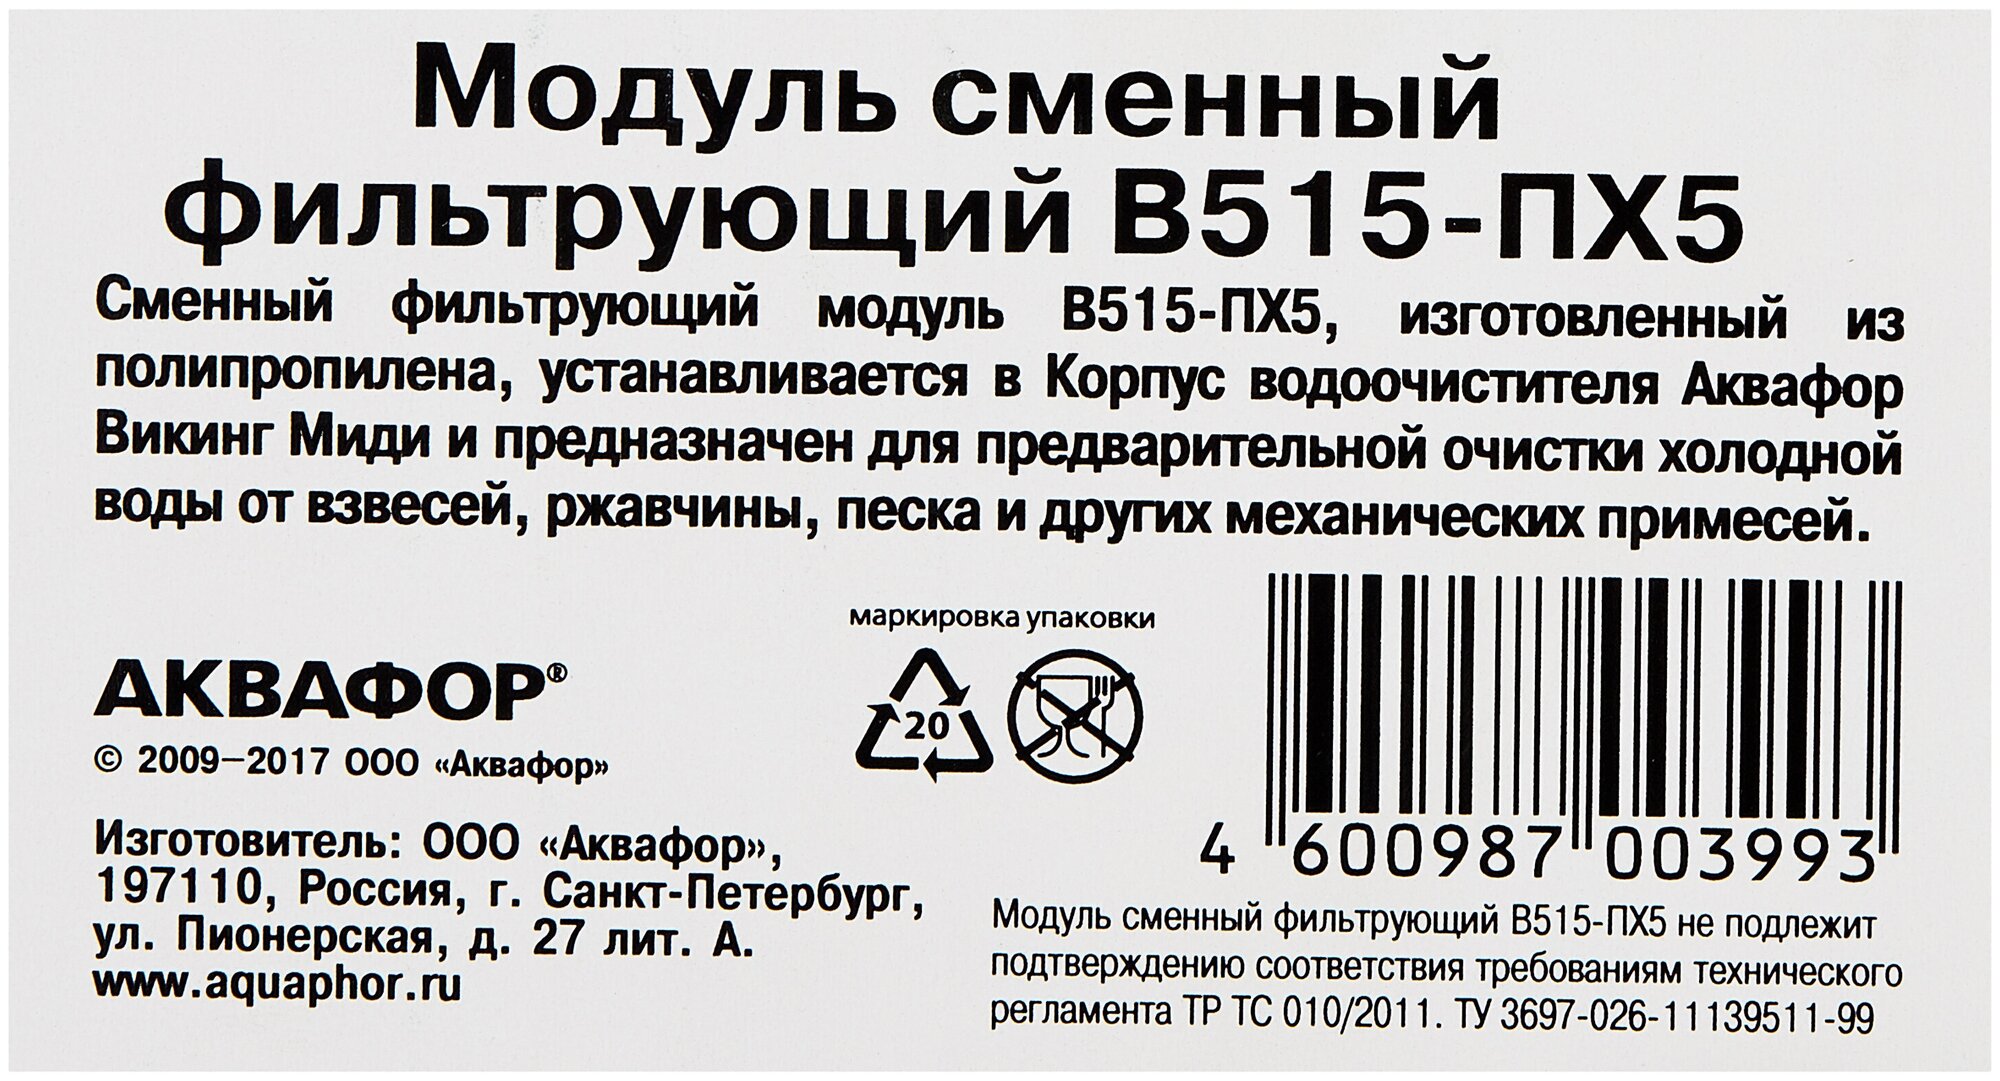 Модуль сменный
фильтрующий В515-ПХ5
Сменный фильтрующий модуль В515-ПХ5, изготовленный из
полипропилена, устанавливается в Корпус водоочистителя Аквафор
Викинг Миди и предназначен для предварительной очистки холодной
воды от взвесей, ржавчины, песка и других механических примесей.
маркировка упаковки
20
АКВАФОР®
© 2009–2017 ООО «Аквафор»
Изготовитель: ООО «Аквафор»,
197110, Россия, г. Санкт-Петербург,
ул. Пионерская, д. 27 лит. А.
www.aquaphor.ru
4 600987 003993
Модуль сменный фильтрующий В515-ПХ5 не подлежит
подтверждению соответствия требованиям технического
регламента ТР ТС 010/2011. ТУ 3697-026-11139511-99